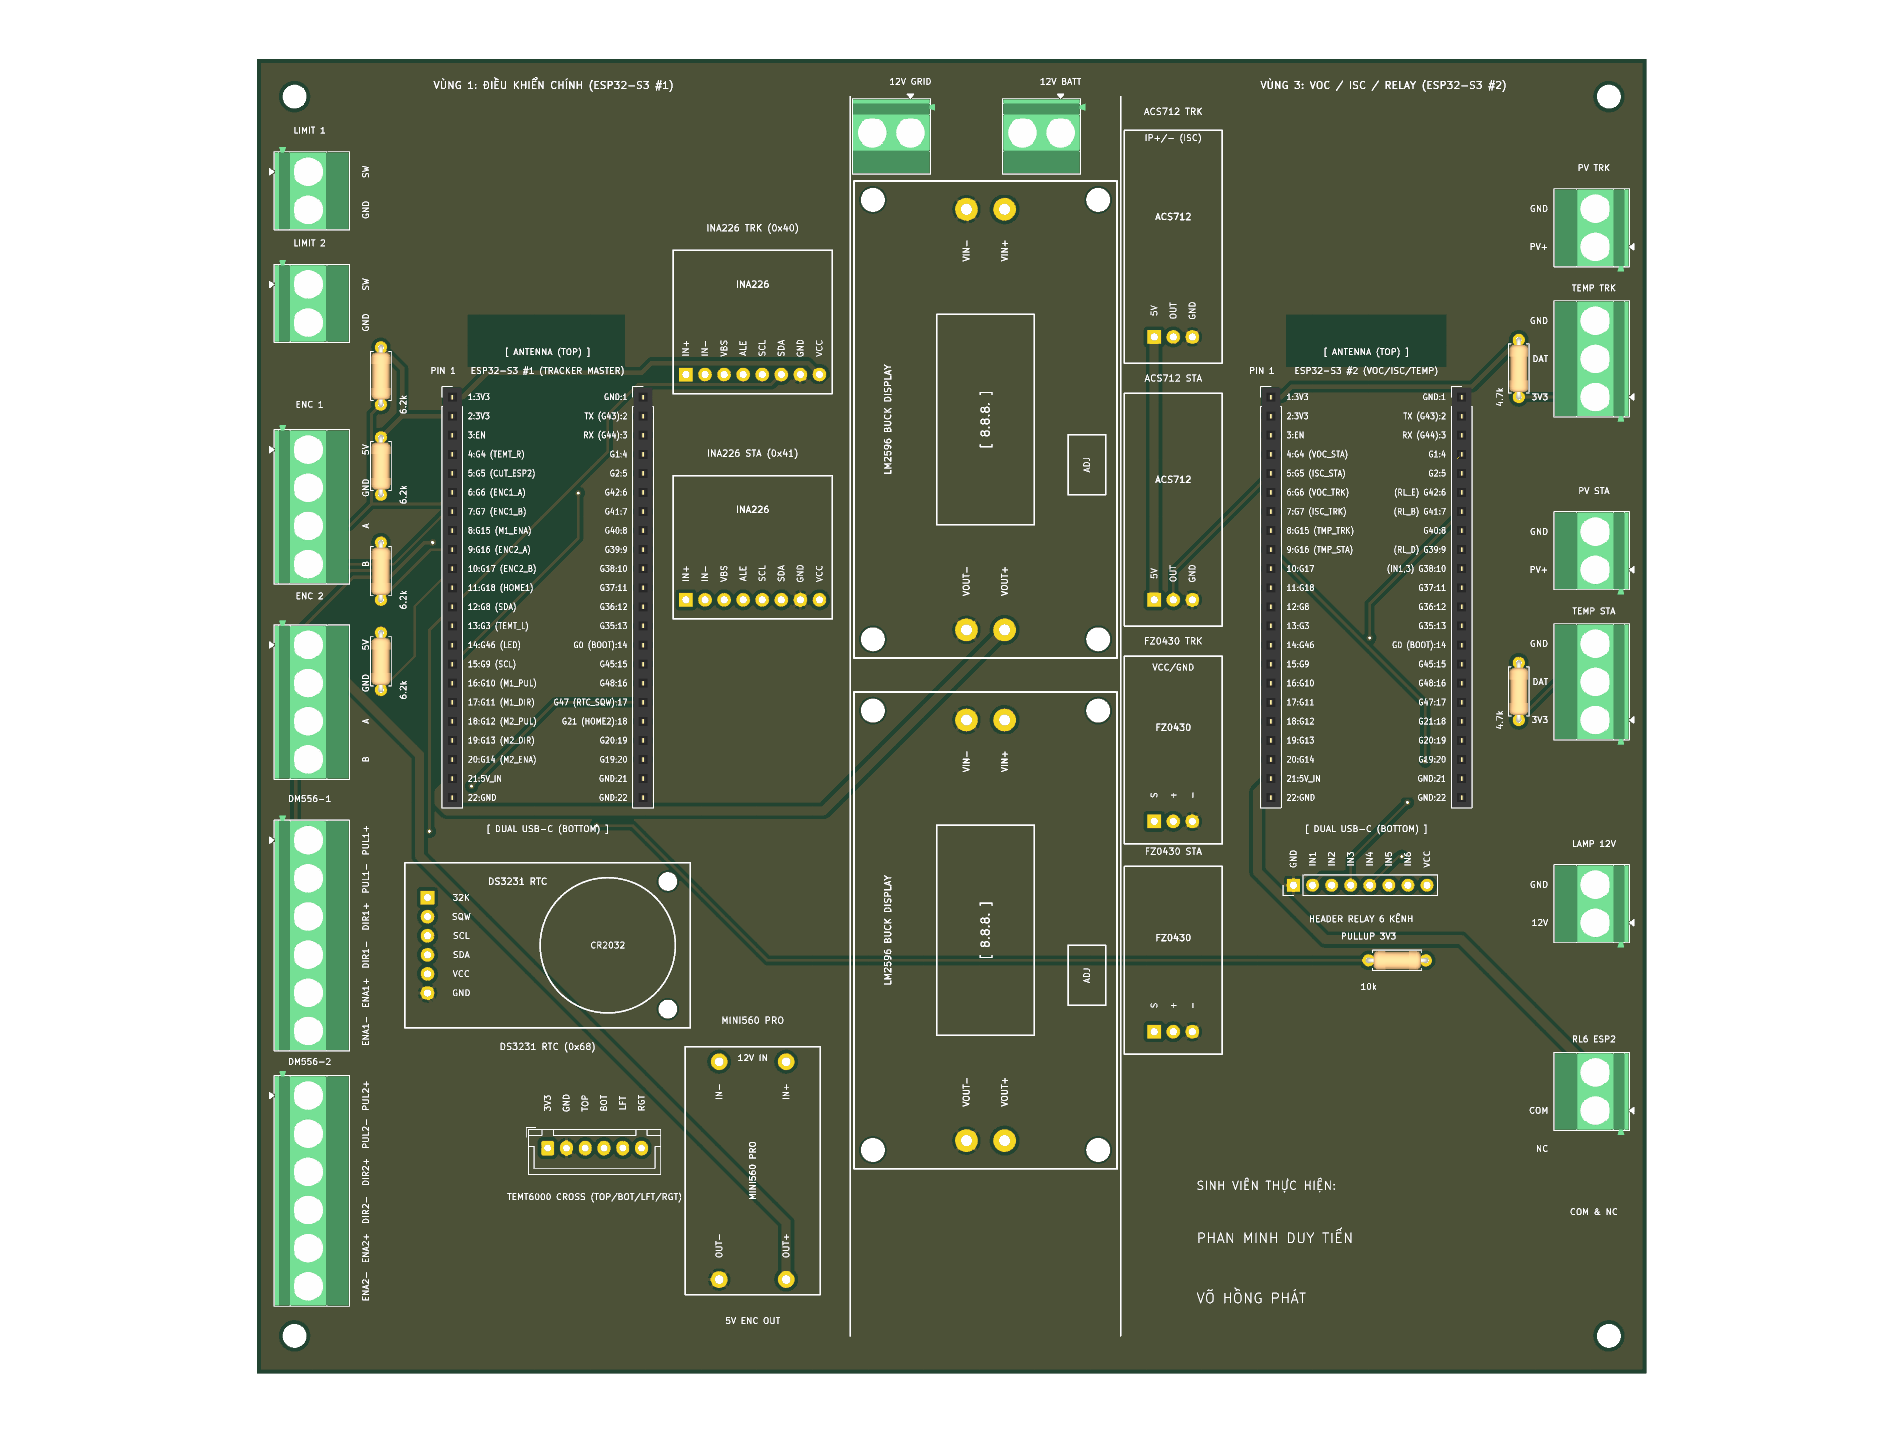 VÙNG 1: ĐIỀU KHIỂN CHÍNH (ESP32-S3 #1)
12V GRID
12V BATT
VÙNG 3: VOC / ISC / RELAY (ESP32-S3 #2)
LIMIT 1
SW
GND
LIMIT 2
SW
GND
6.2k
ENC 1
5V
GND
A
B
6.2k
6.2k
ENC 2
5V
GND
A
B
6.2k
DM556-1
PUL1+
PUL1-
DIR1+
DIR1-
ENA1+
ENA1-
DM556-2
PUL2+
PUL2-
DIR2+
DIR2-
ENA2+
ENA2-
[ ANTENNA (TOP) ]
PIN 1
ESP32-S3 #1 (TRACKER MASTER)
1:3V3
2:3V3
3:EN
4:G4 (TEMT_R)
5:G5 (CUT_ESP2)
6:G6 (ENC1_A)
7:G7 (ENC1_B)
8:G15 (M1_ENA)
9:G16 (ENC2_A)
10:G17 (ENC2_B)
11:G18 (HOME1)
12:G8 (SDA)
13:G3 (TEMT_L)
14:G46 (LED)
15:G9 (SCL)
16:G10 (M1_PUL)
17:G11 (M1_DIR)
18:G12 (M2_PUL)
19:G13 (M2_DIR)
20:G14 (M2_ENA)
21:5V_IN
22:GND
GND:1
TX (G43):2
RX (G44):3
G1:4
G2:5
G42:6
G41:7
G40:8
G39:9
G38:10
G37:11
G36:12
G35:13
G0 (BOOT):14
G45:15
G48:16
G47 (RTC_SQW):17
G21 (HOME2):18
G20:19
G19:20
GND:21
GND:22
[ DUAL USB-C (BOTTOM) ]
INA226 TRK (0x40)
INA226
IN+
IN-
VBS
ALE
SCL
SDA
GND
VCC
INA226 STA (0x41)
INA226
IN+
IN-
VBS
ALE
SCL
SDA
GND
VCC
DS3231 RTC
32K
SQW
SCL
SDA
VCC
GND
CR2032
DS3231 RTC (0x68)
3V3
GND
TOP
BOT
LFT
RGT
TEMT6000 CROSS (TOP/BOT/LFT/RGT)
MINI560 PRO
12V IN
IN-
IN+
MINI560 PRO
OUT-
OUT+
5V ENC OUT
VIN-
VIN+
LM2596 BUCK DISPLAY
[ 8.8.8. ]
ADJ
VOUT-
VOUT+
VIN-
VIN+
LM2596 BUCK DISPLAY
[ 8.8.8. ]
ADJ
VOUT-
VOUT+
ACS712 TRK
IP+/- (ISC)
ACS712
5V
OUT
GND
ACS712 STA
ACS712
5V
OUT
GND
FZ0430 TRK
VCC/GND
FZ0430
S
+
-
FZ0430 STA
FZ0430
S
+
-
[ ANTENNA (TOP) ]
PIN 1
ESP32-S3 #2 (VOC/ISC/TEMP)
1:3V3
2:3V3
3:EN
4:G4 (VOC_STA)
5:G5 (ISC_STA)
6:G6 (VOC_TRK)
7:G7 (ISC_TRK)
8:G15 (TMP_TRK)
9:G16 (TMP_STA)
10:G17
11:G18
12:G8
13:G3
14:G46
15:G9
16:G10
17:G11
18:G12
19:G13
20:G14
21:5V_IN
22:GND
GND:1
TX (G43):2
RX (G44):3
G1:4
G2:5
(RL_E) G42:6
(RL_B) G41:7
G40:8
(RL_D) G39:9
(IN1,3) G38:10
G37:11
G36:12
G35:13
G0 (BOOT):14
G45:15
G48:16
G47:17
G21:18
G20:19
G19:20
GND:21
GND:22
[ DUAL USB-C (BOTTOM) ]
GND
IN1
IN2
IN3
IN4
IN5
IN6
VCC
HEADER RELAY 6 KÊNH
PULLUP 3V3
10k
PV TRK
GND
PV+
TEMP TRK
GND
DAT
3V3
4.7k
PV STA
GND
PV+
TEMP STA
GND
DAT
3V3
4.7k
LAMP 12V
GND
12V
RL6 ESP2
COM
NC
COM & NC
SINH VIÊN THỰC HIỆN:
PHAN MINH DUY TIẾN
VÕ HỒNG PHÁT